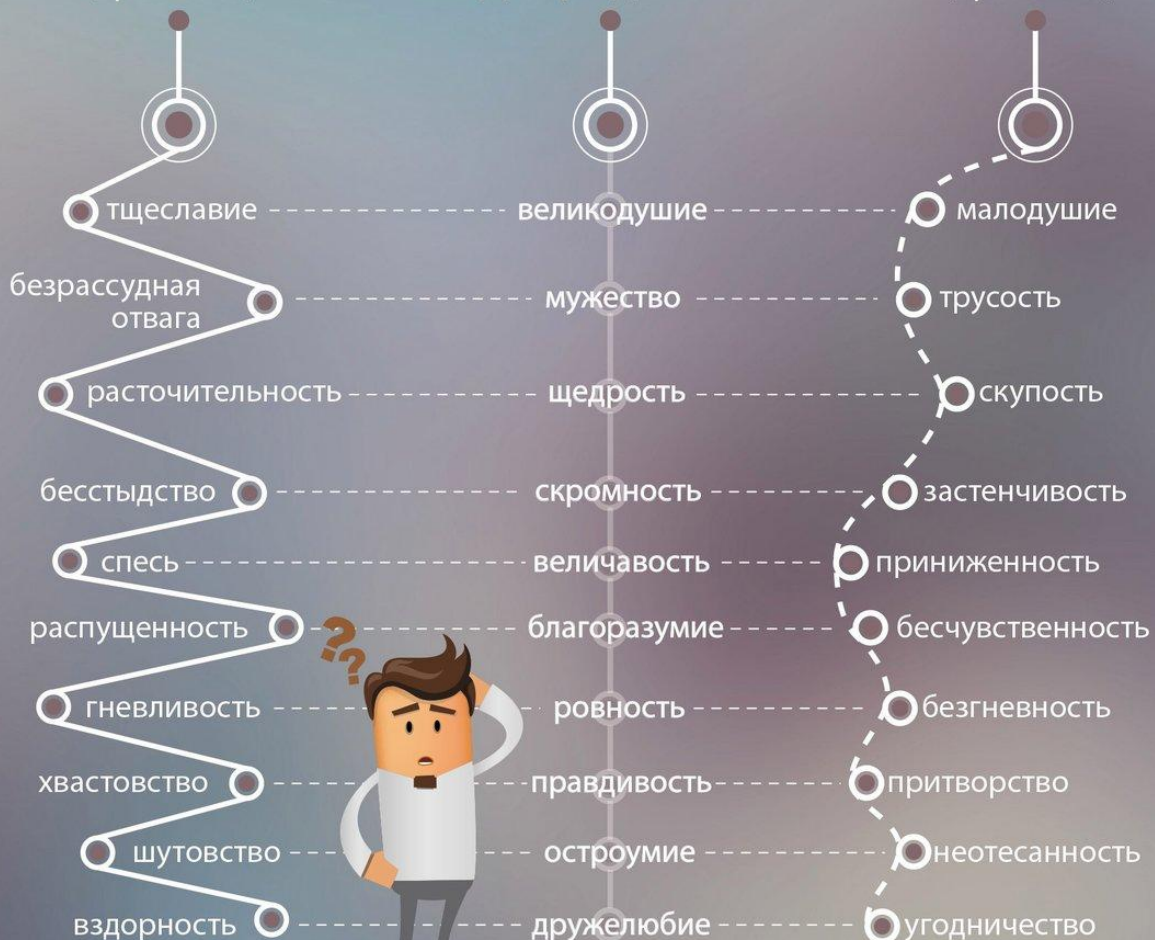 тщеславие великодушие малодушие
безрассудная
отвага
мужество трусость
расточительность щедрость скупость
бесстыдство скромность застенчивость
спесь величавость приниженность
распущенность благоразумие бесчувственность
??
гневливость ровность безгневность
хвастовство правдивость притворство
шутовство остроумие неотесанность
вздорность дружелюбие угодничество